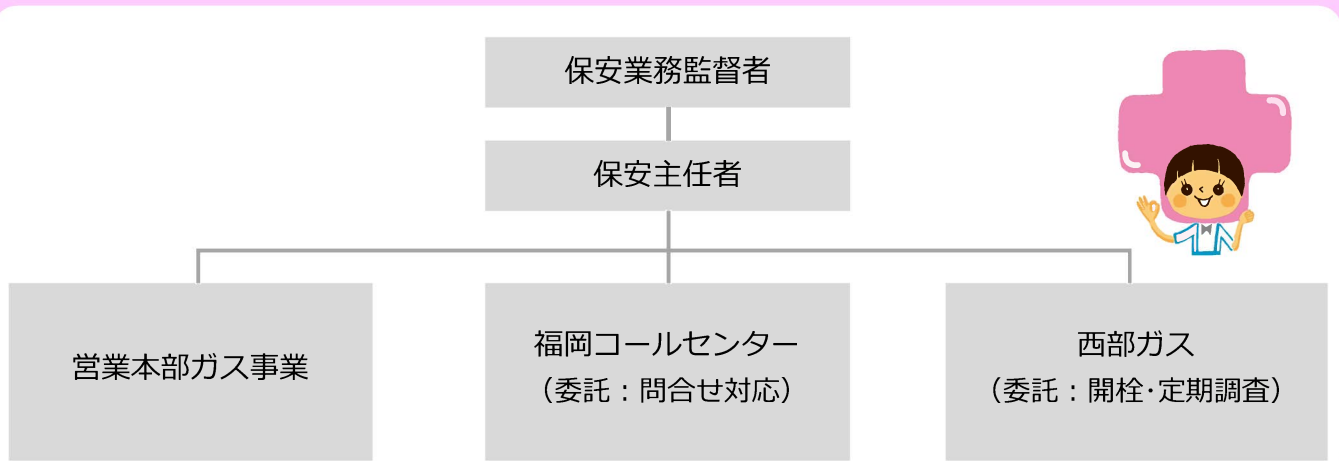 保安業務監督者
保安主任者
営業本部ガス事業
福岡コールセンター
（委託：問合せ対応）
西部ガス
（委託：開栓･定期調査）